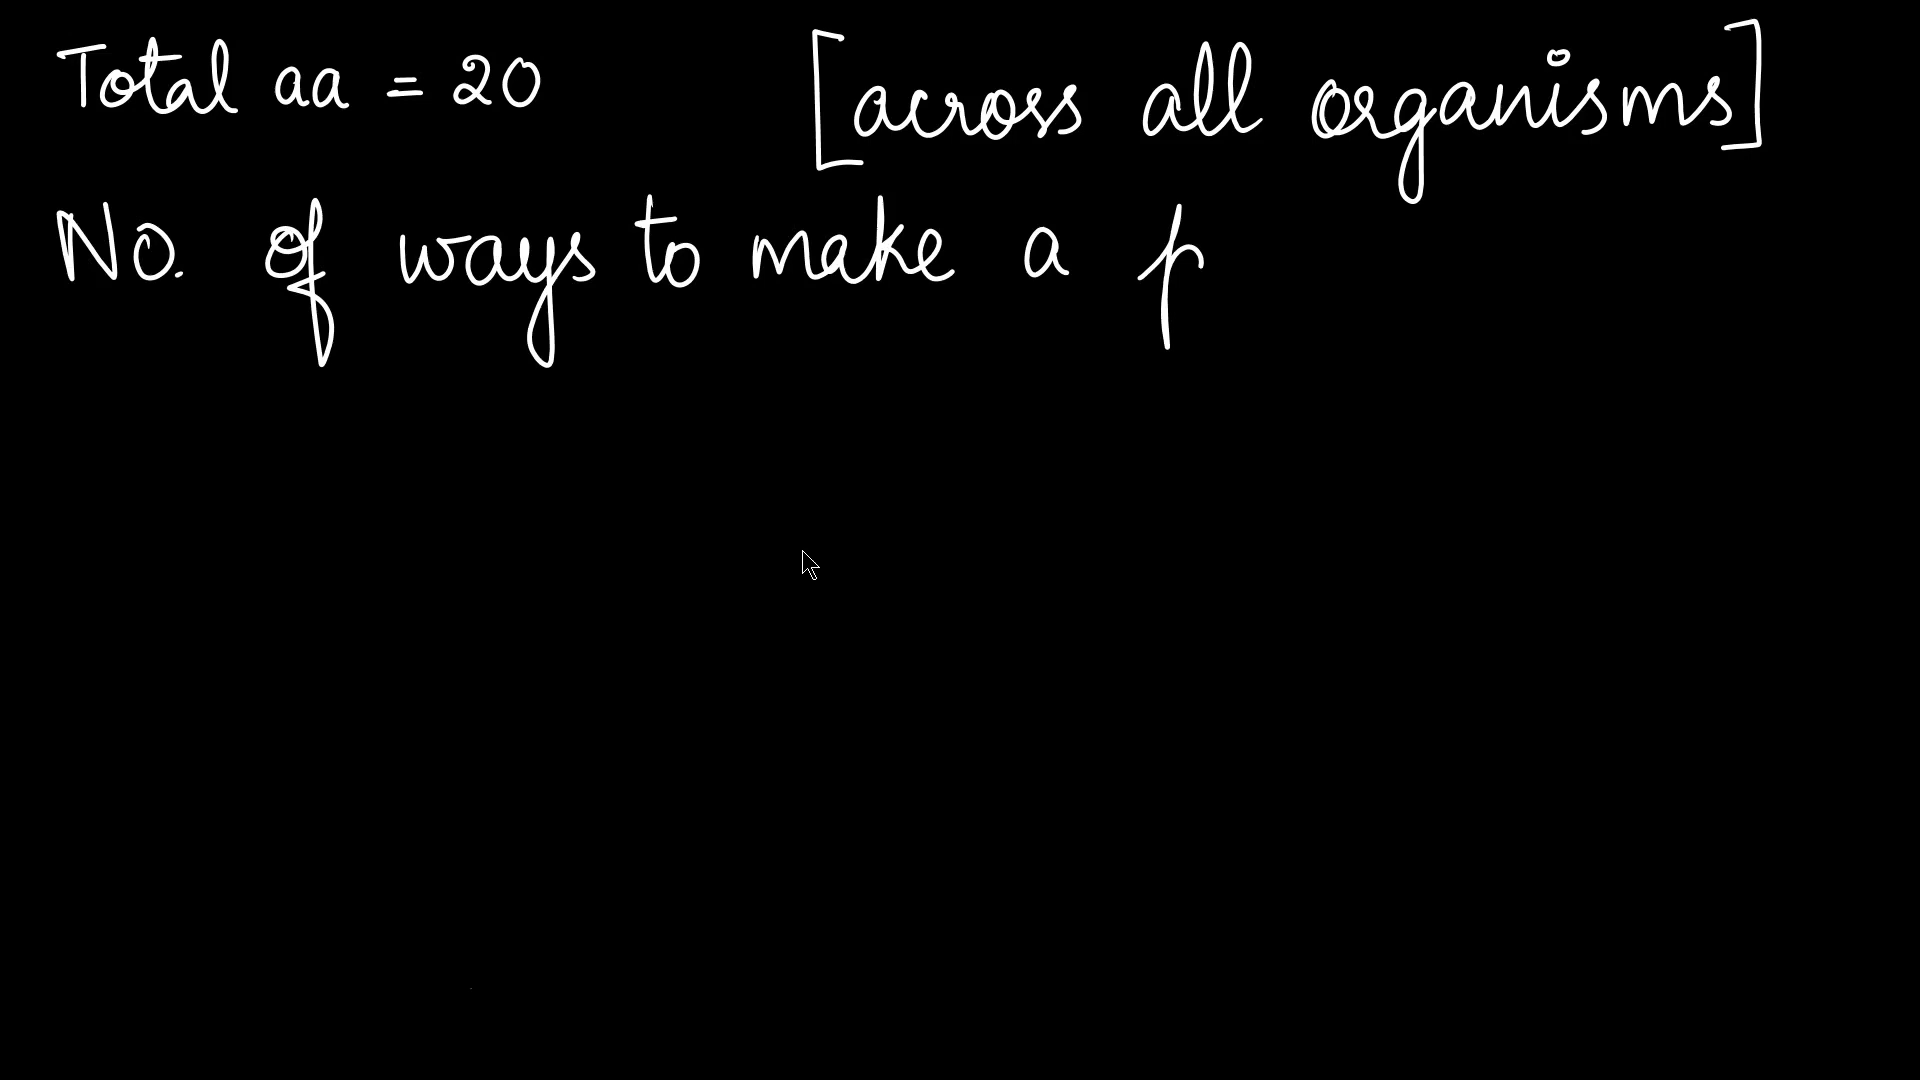 Total aa = 20 [across all organisms]
No. of ways to make a p